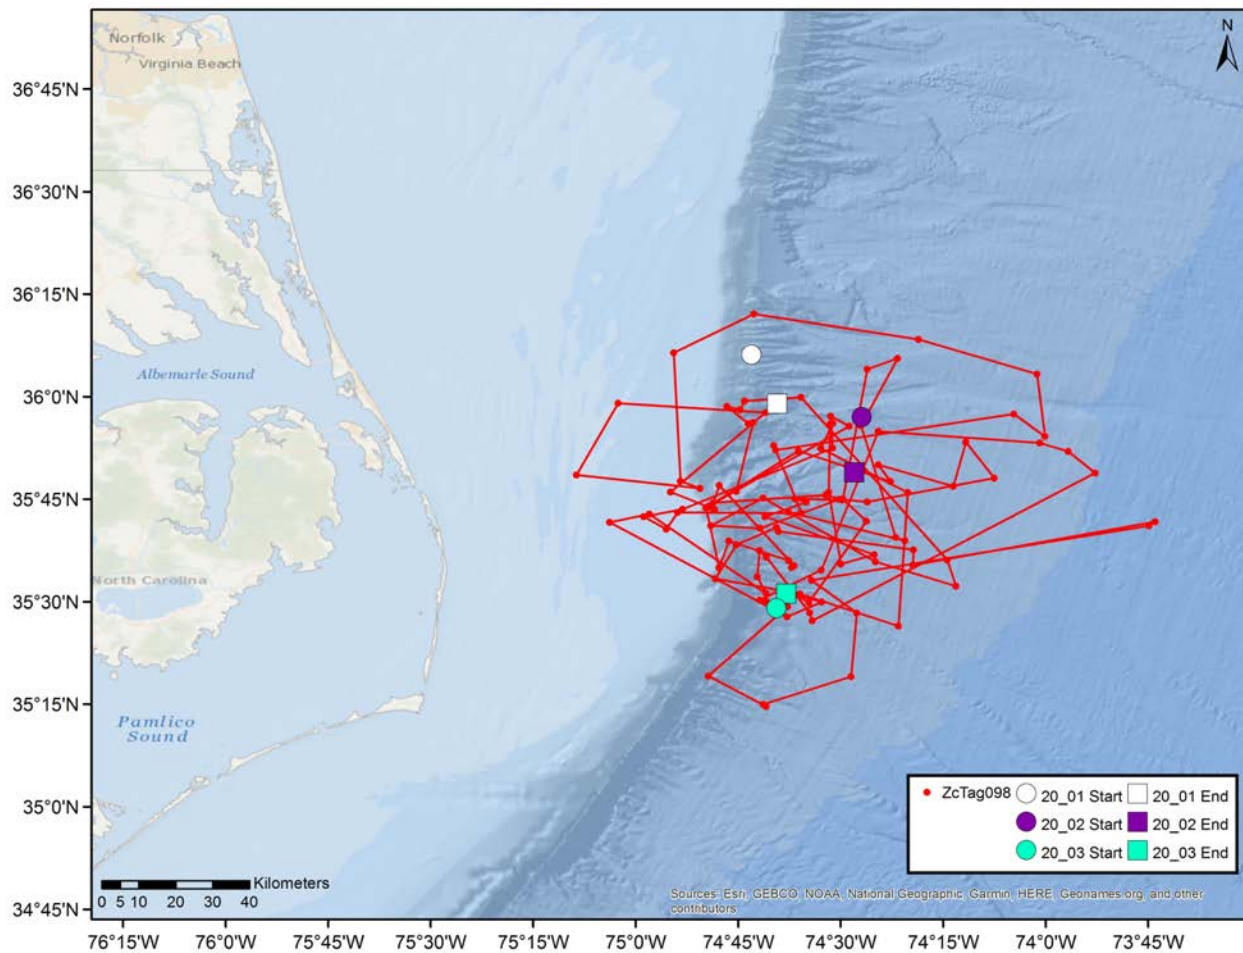 N
Norfolk
Virginia Beach
36°45'N
36°30'N
36°15'N
Albemarle Sound
36°0'N
35°45'N
North Carolina
35°30'N
35°15'N
Pamlico
Sound
35°0'N
34°45'N
ZcTag098 20_01 Start 20_01 End
20_02 Start 20_02 End
20_03 Start 20_03 End
Kilometers
0 5 10 20 30 40
Sources: Esri, GEBCO, NOAA, National Geographic, Garmin, HERE, Geonames.org, and other
contributors
76°15'W 76°0'W 75°45'W 75°30'W 75°15'W 75°0'W 74°45'W 74°30'W 74°15'W 74°0'W 73°45'W